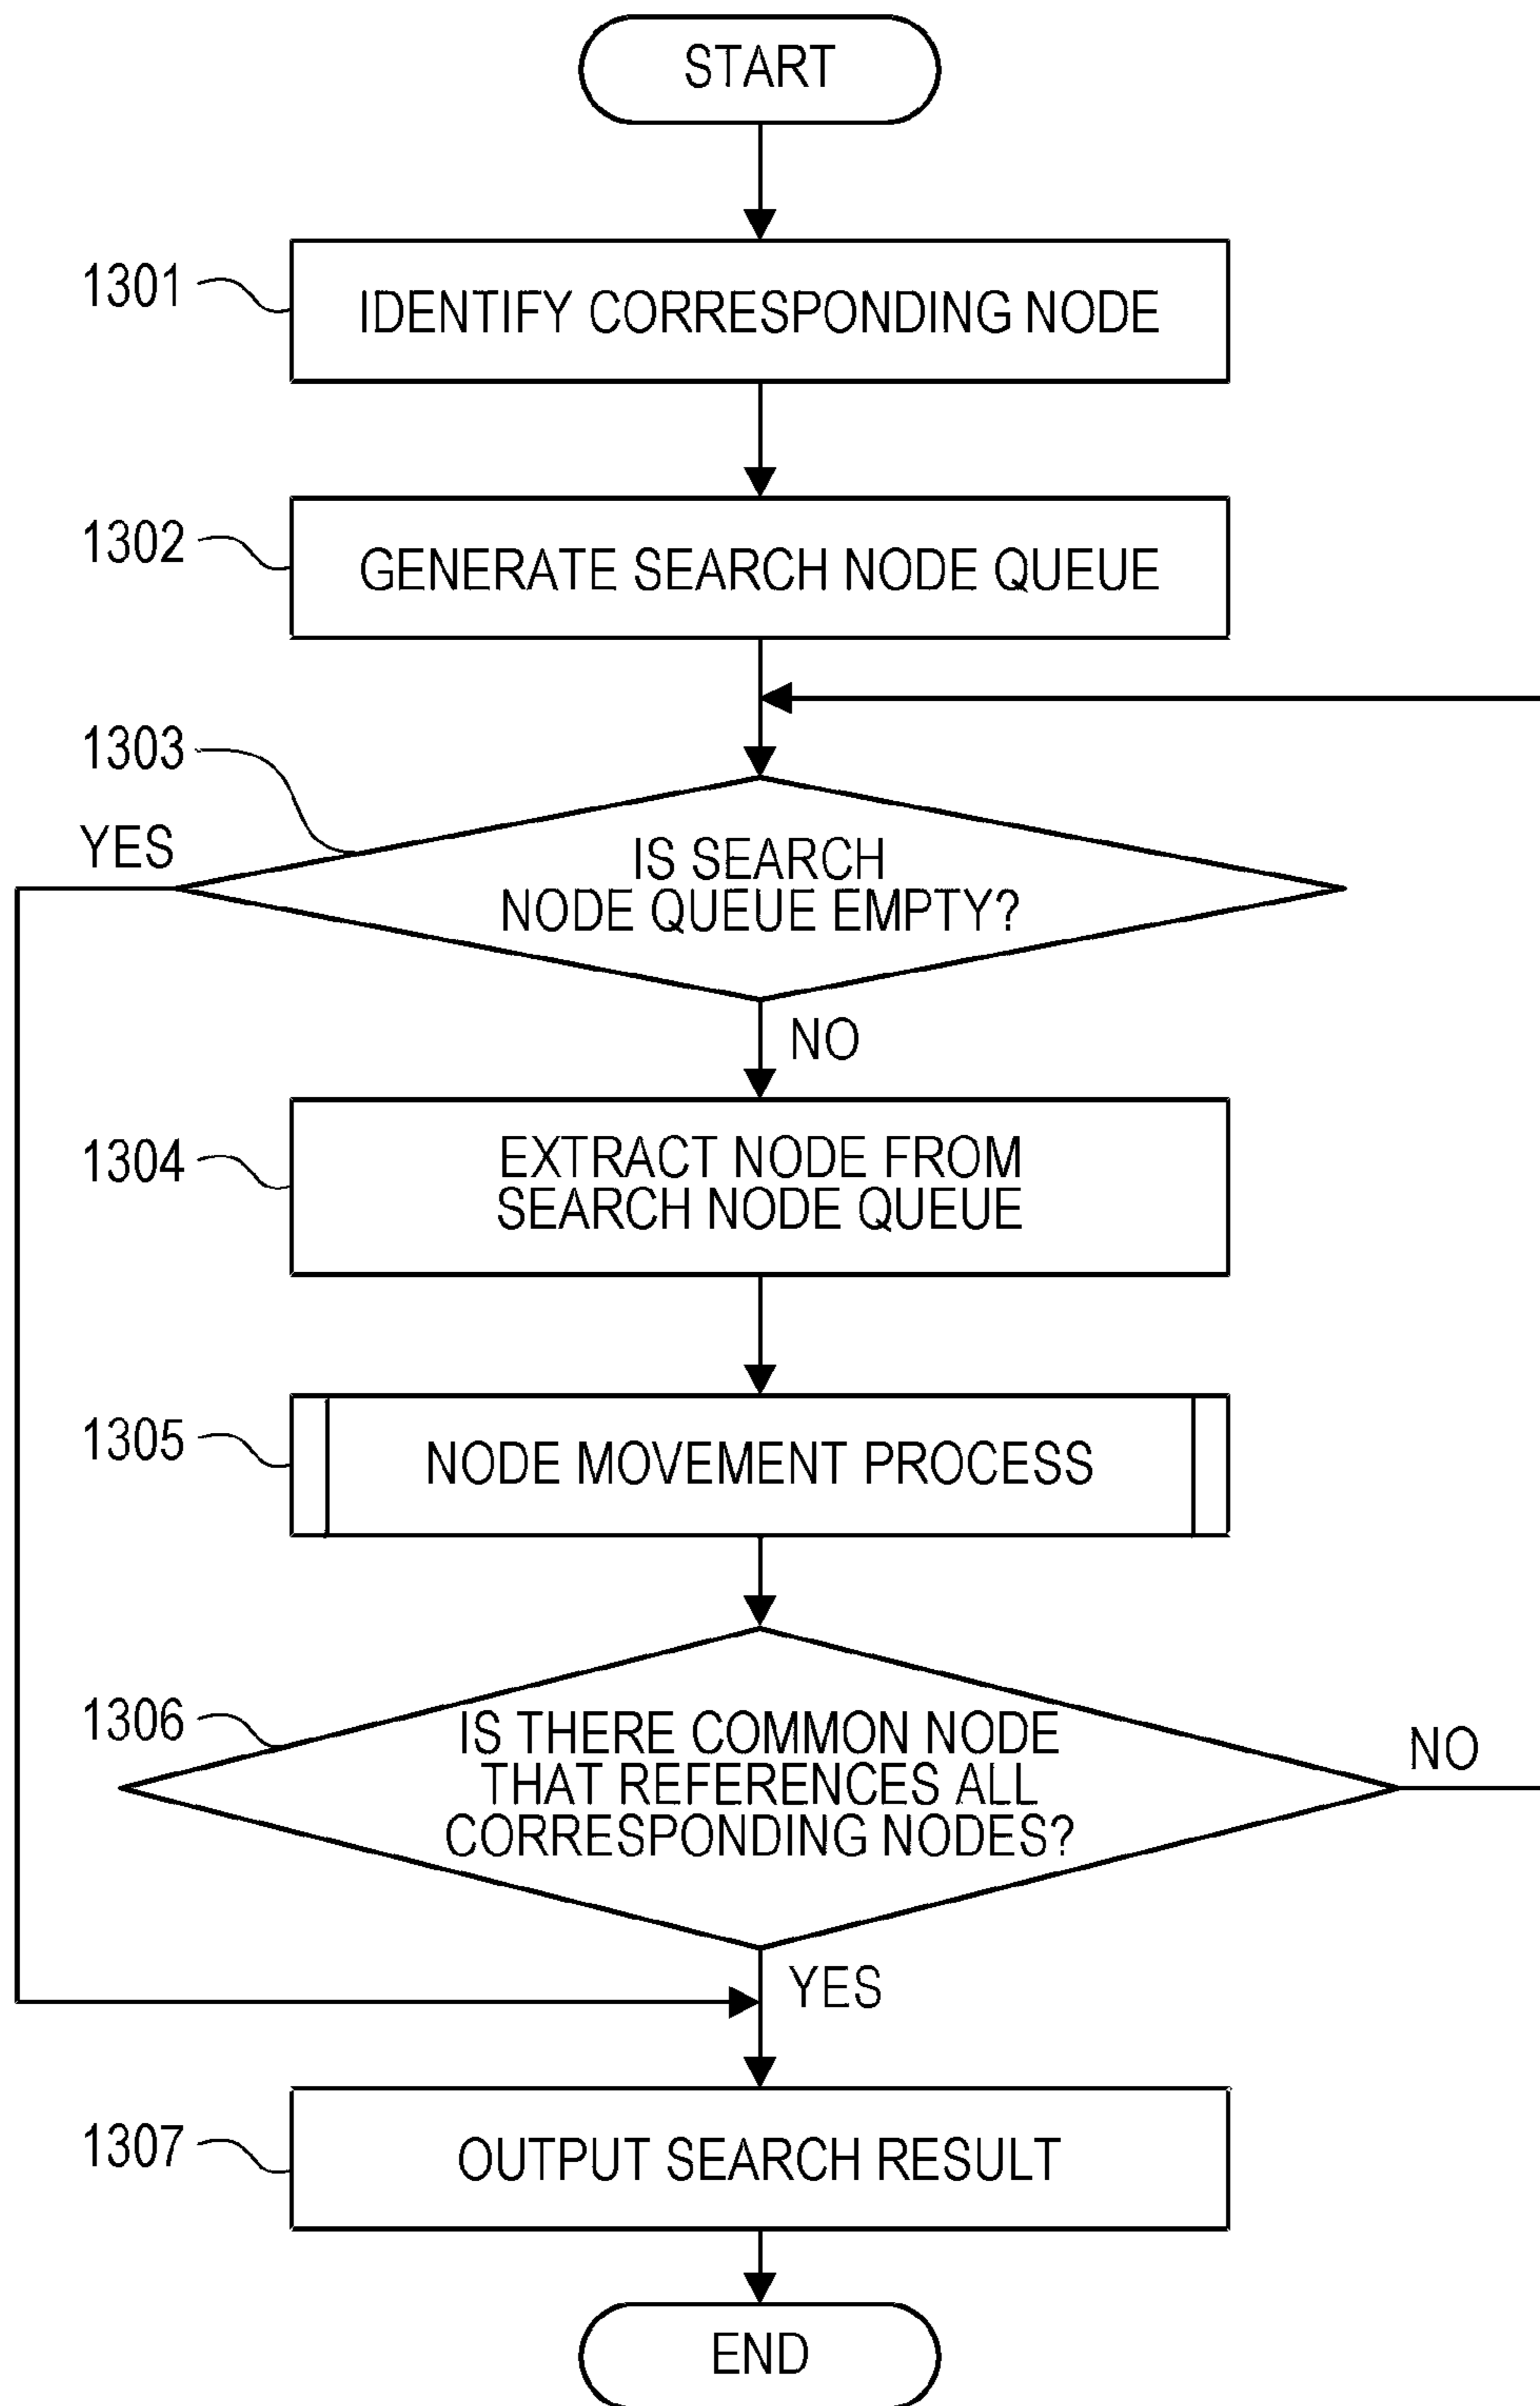 START
1301
IDENTIFY CORRESPONDING NODE
1302
GENERATE SEARCH NODE QUEUE
1303
YES
IS SEARCH
NODE QUEUE EMPTY?
NO
1304
EXTRACT NODE FROM
SEARCH NODE QUEUE
1305
NODE MOVEMENT PROCESS
1306
IS THERE COMMON NODE
THAT REFERENCES ALL
CORRESPONDING NODES?
NO
YES
1307
OUTPUT SEARCH RESULT
END